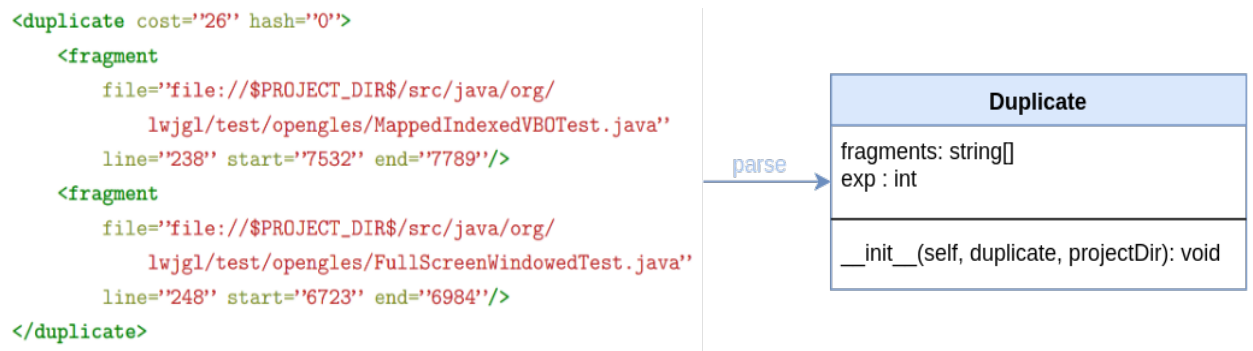 <duplicate cost=”26” hash=”0”>
<fragment
file=”file://$PROJECT_DIR$/src/java/org/
lwjgl/test/opengles/MappedIndexedVBOTest.java”
line=”238” start=”7532” end=”7789”/>
<fragment
file=”file://$PROJECT_DIR$/src/java/org/
lwjgl/test/opengles/FullScreenWindowedTest.java”
line=”248” start=”6723” end=”6984”/>
</duplicate>
parse
Duplicate
fragments: string[]
exp : int
__init__(self, duplicate, projectDir): void